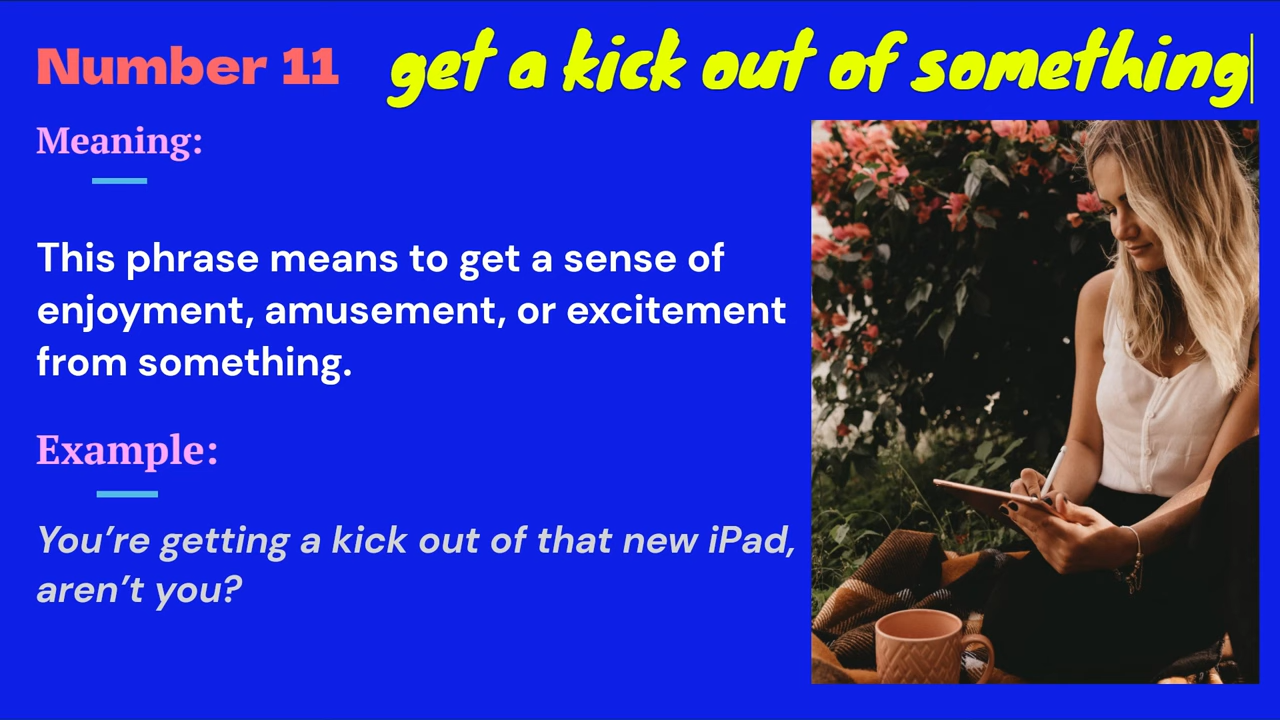 Number 11 get a kick out of something
Meaning:
This phrase means to get a sense of
enjoyment, amusement, or excitement
from something.
Example:
You’re getting a kick out of that new iPad,
aren’t you?